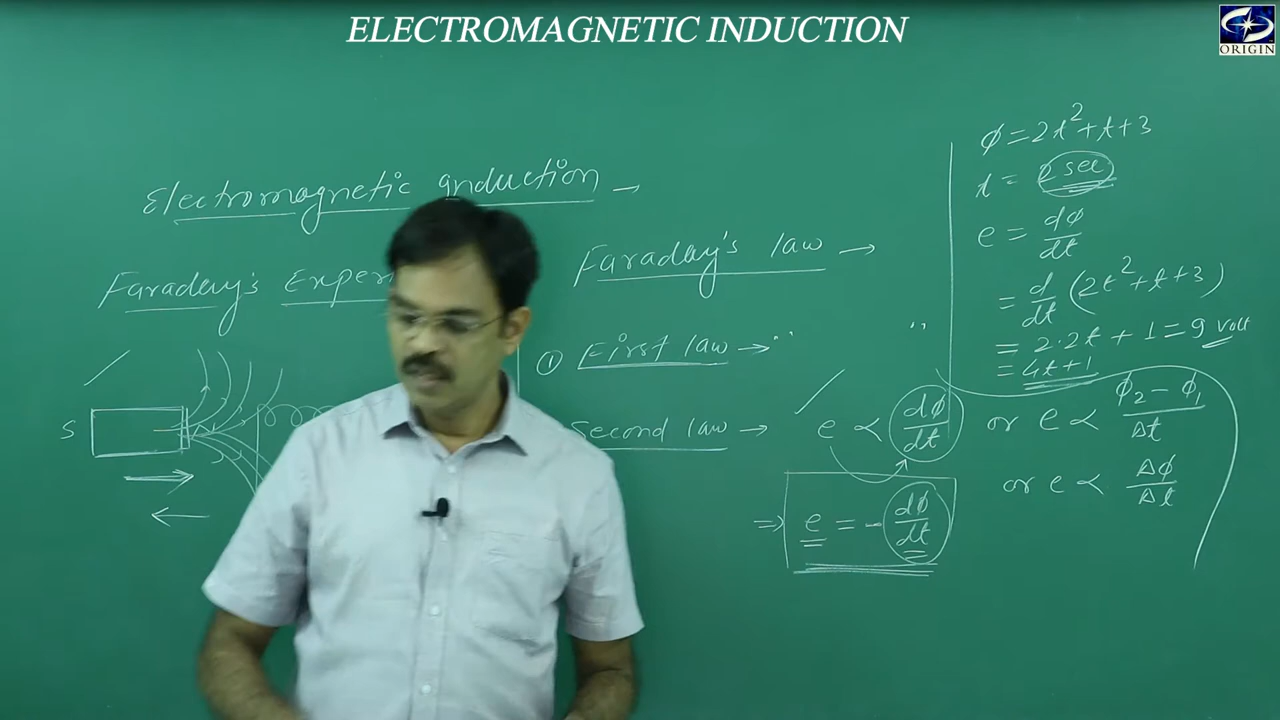 ELECTROMAGNETIC INDUCTION
ORIGIN
Electromagnetic Induction –
Faraday's Exper
S
Faraday's law →
① First law → " "
Second law → e ∝ dφ/dt or e ∝ φ₂ – φ₁/Δt
or e ∝ Δφ/Δt
⇒ e = - dφ/dt
φ = 2t² + t + 3
t = 2 sec
e = dφ/dt
= d/dt (2t² + t + 3)
= 2.2t + 1 = 9 volt
= 4t + 1